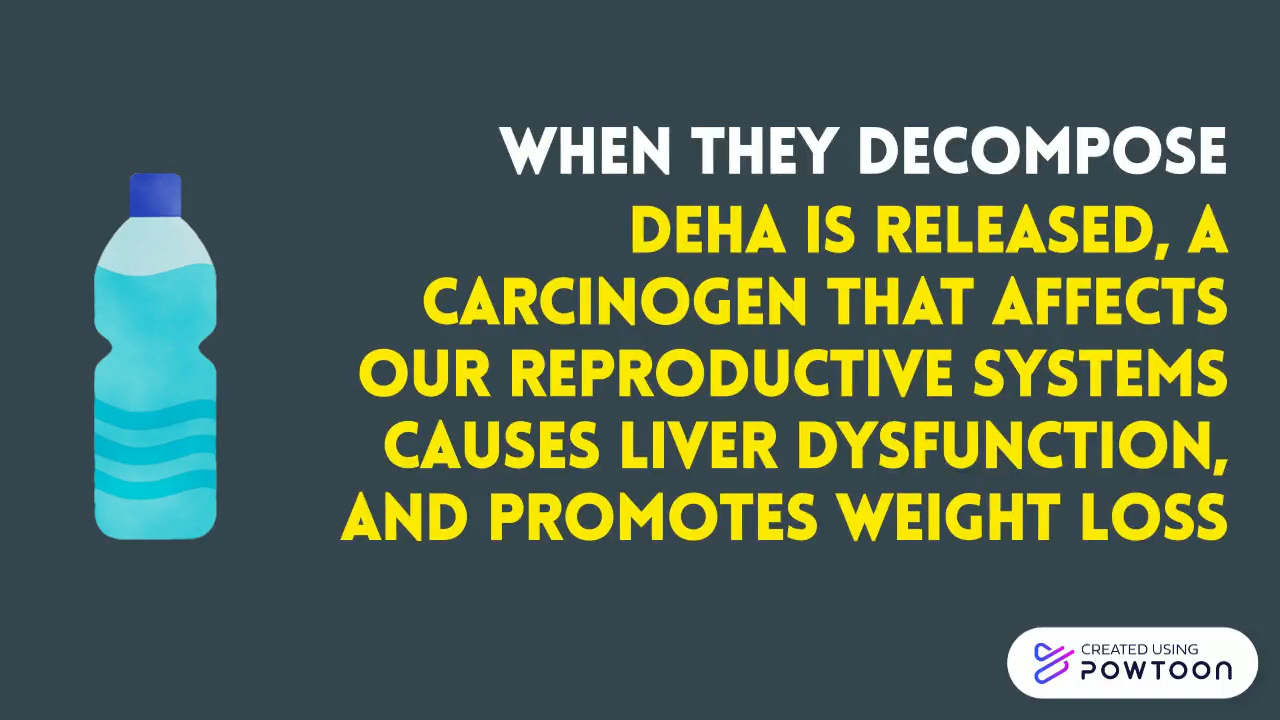 WHEN THEY DECOMPOSE
DEHA IS RELEASED, A
CARCINOGEN THAT AFFECTS
OUR REPRODUCTIVE SYSTEMS
CAUSES LIVER DYSFUNCTION,
AND PROMOTES WEIGHT LOSS
CREATED USING
POWTOON